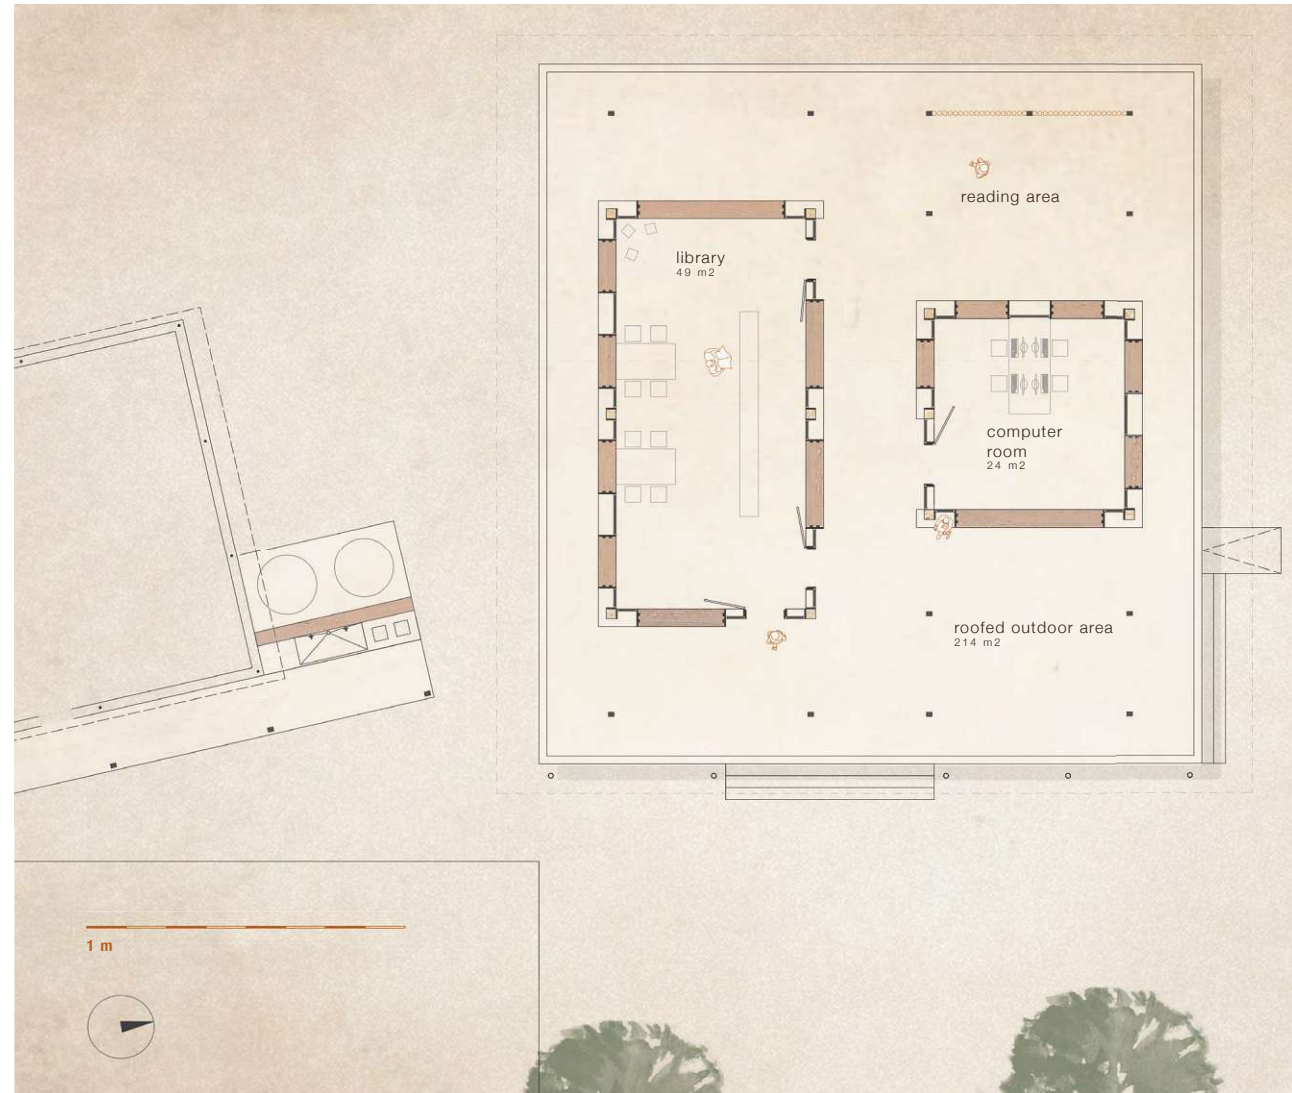 reading area
library
49 m2
computer
room
24 m2
roofed outdoor area
214 m2
1 m